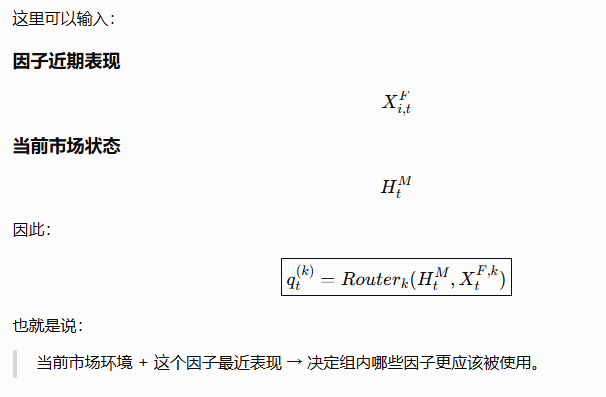 这里可以输入：
因子近期表现
$X_{i,t}^{F}$
当前市场状态
$H_t^{M}$
因此：
$q_t^{(k)} = Router_k(H_t^{M}, X_t^{F,k})$
也就是说：
当前市场环境 + 这个因子最近表现 → 决定组内哪些因子更应该被使用。